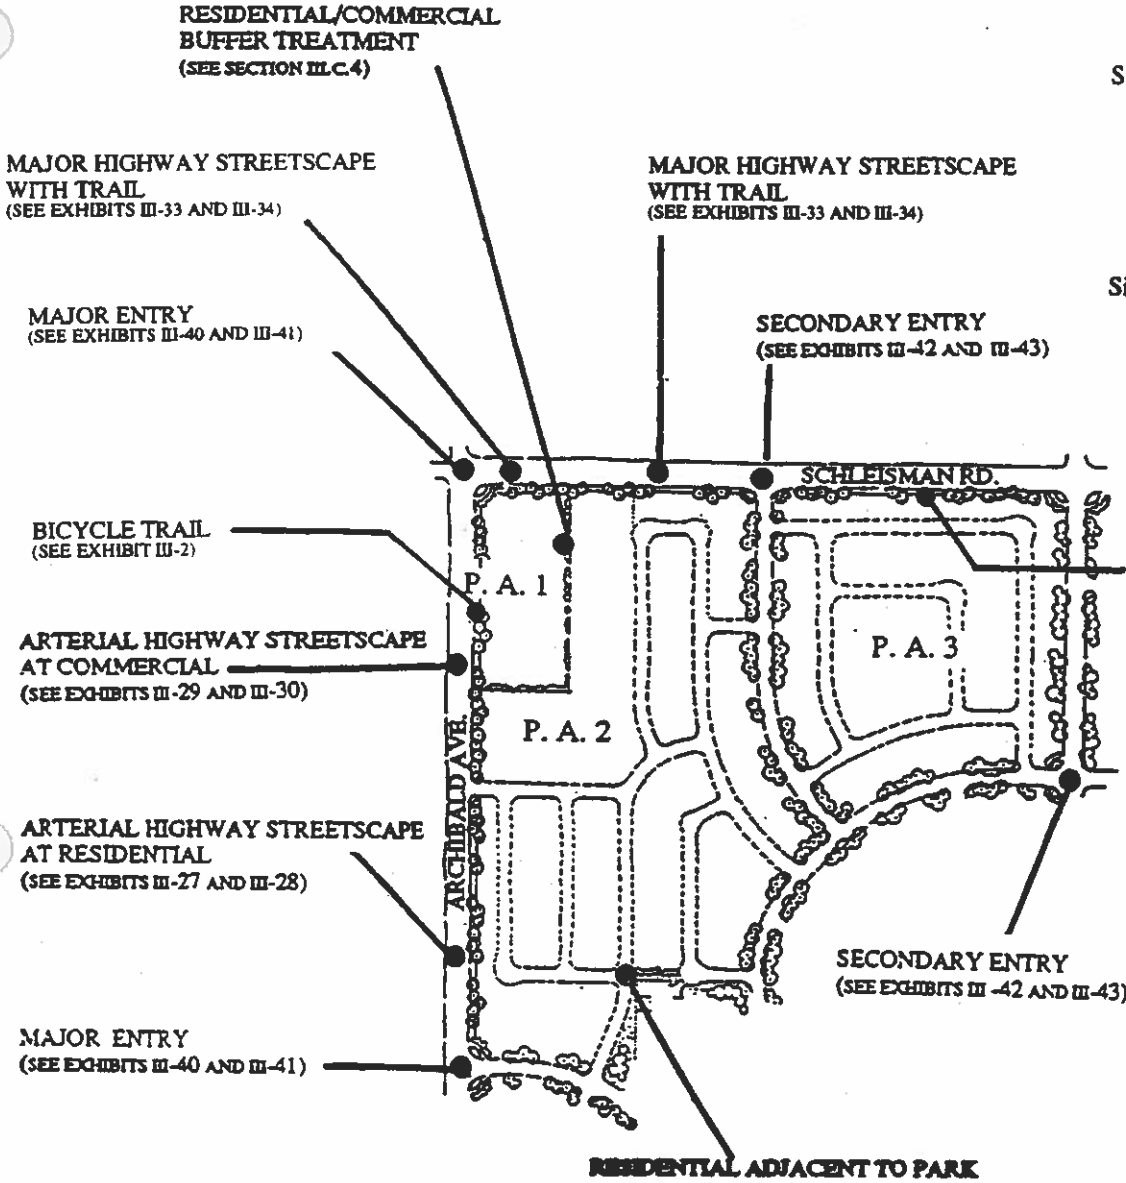 RESIDENTIAL/COMMERCIAL
BUFFER TREATMENT
(SEE SECTION III.C.4)
S
MAJOR HIGHWAY STREETSCAPE
WITH TRAIL
(SEE EXHIBITS III-33 AND III-34)
MAJOR HIGHWAY STREETSCAPE
WITH TRAIL
(SEE EXHIBITS III-33 AND III-34)
Si
MAJOR ENTRY
(SEE EXHIBITS III-40 AND III-41)
SECONDARY ENTRY
(SEE EXHIBITS III-42 AND III-43)
SCHLEISMAN RD.
BICYCLE TRAIL
(SEE EXHIBIT III-2)
P. A. 1
ARTERIAL HIGHWAY STREETSCAPE
AT COMMERCIAL
(SEE EXHIBITS III-29 AND III-30)
P. A. 3
P. A. 2
ARCHIBALD AVE.
ARTERIAL HIGHWAY STREETSCAPE
AT RESIDENTIAL
(SEE EXHIBITS III-27 AND III-28)
SECONDARY ENTRY
(SEE EXHIBITS III -42 AND III-43)
MAJOR ENTRY
(SEE EXHIBITS III-40 AND III-41)
RESIDENTIAL ADJACENT TO PARK